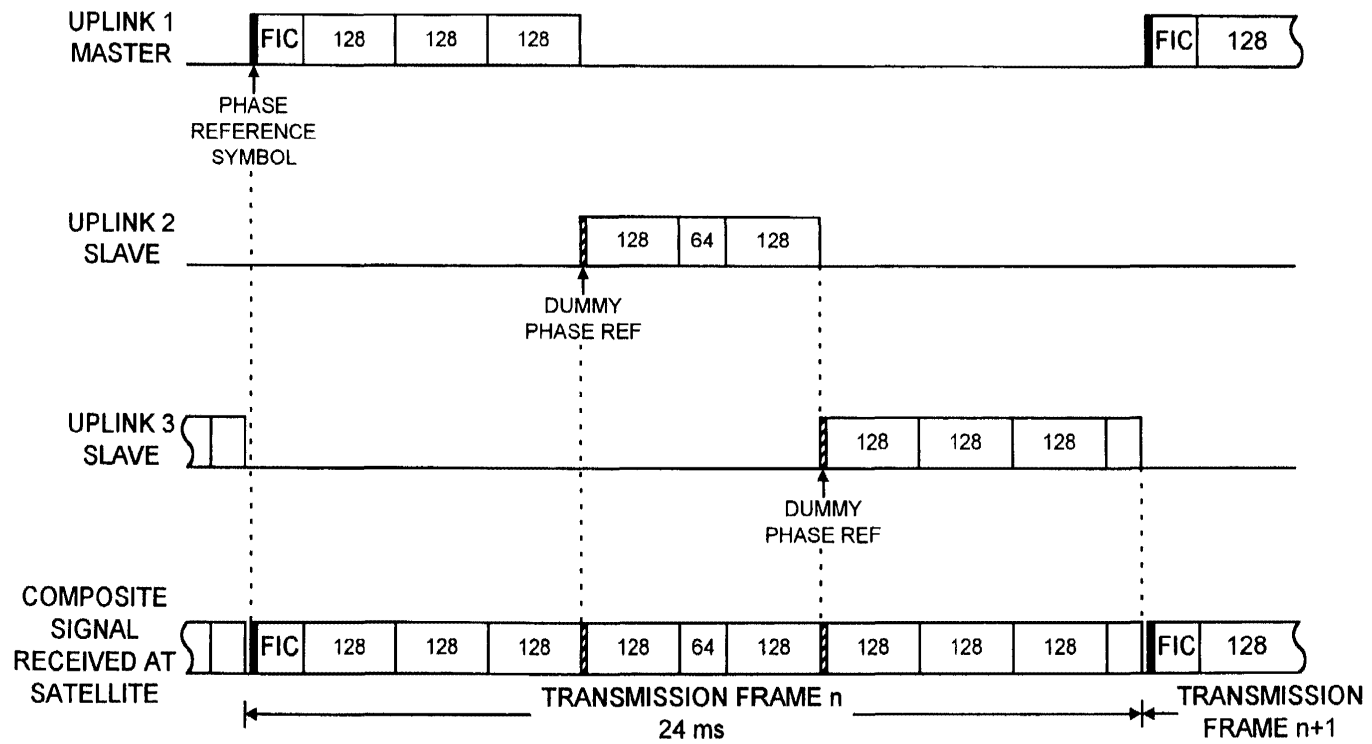 UPLINK 1
MASTER
FIC 128 128 128 FIC 128
PHASE
REFERENCE
SYMBOL
UPLINK 2
SLAVE
128 64 128
DUMMY
PHASE REF
UPLINK 3
SLAVE
128 128 128
DUMMY
PHASE REF
COMPOSITE
SIGNAL
RECEIVED AT
SATELLITE
FIC 128 128 128 128 64 128 128 128 128 FIC 128
TRANSMISSION FRAME n
24 ms
TRANSMISSION
FRAME n+1